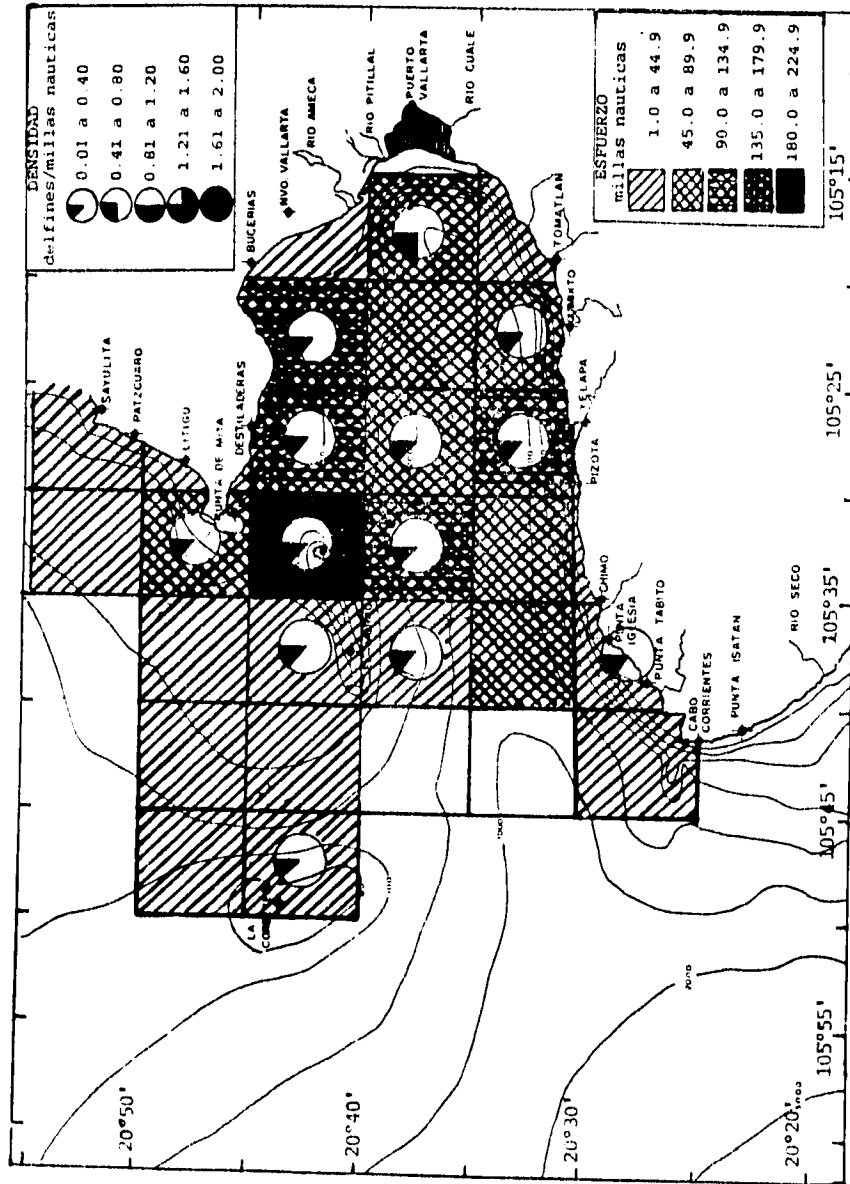 DENSIDAD
delfines/millas nauticas
0.01 a 0.40
0.41 a 0.80
0.81 a 1.20
1.21 a 1.60
1.61 a 2.00
ESFUERZO
millas nauticas
1.0 a 44.9
45.0 a 89.9
90.0 a 134.9
135.0 a 179.9
180.0 a 224.9
SAYULITA
PATZCUARO
LITIGU
PUNTA DE MITA
DESTILADERAS
BUCERIAS
NVO VALLARTA
RIO AMECA
RIO PITILLAL
PUERTO
VALLARTA
RIO CUALE
TOMATLAN
YELAPA
PIZOTA
CHIMO
PUNTA
IGLESIA
PUNTA TABITO
CABO
CORRIENTES
PUNTA ISATAN
RIO SECO
LA
2000
20°50'
20°40'
20°30'
20°20'
105°55'
105°45'
105°35'
105°25'
105°15'